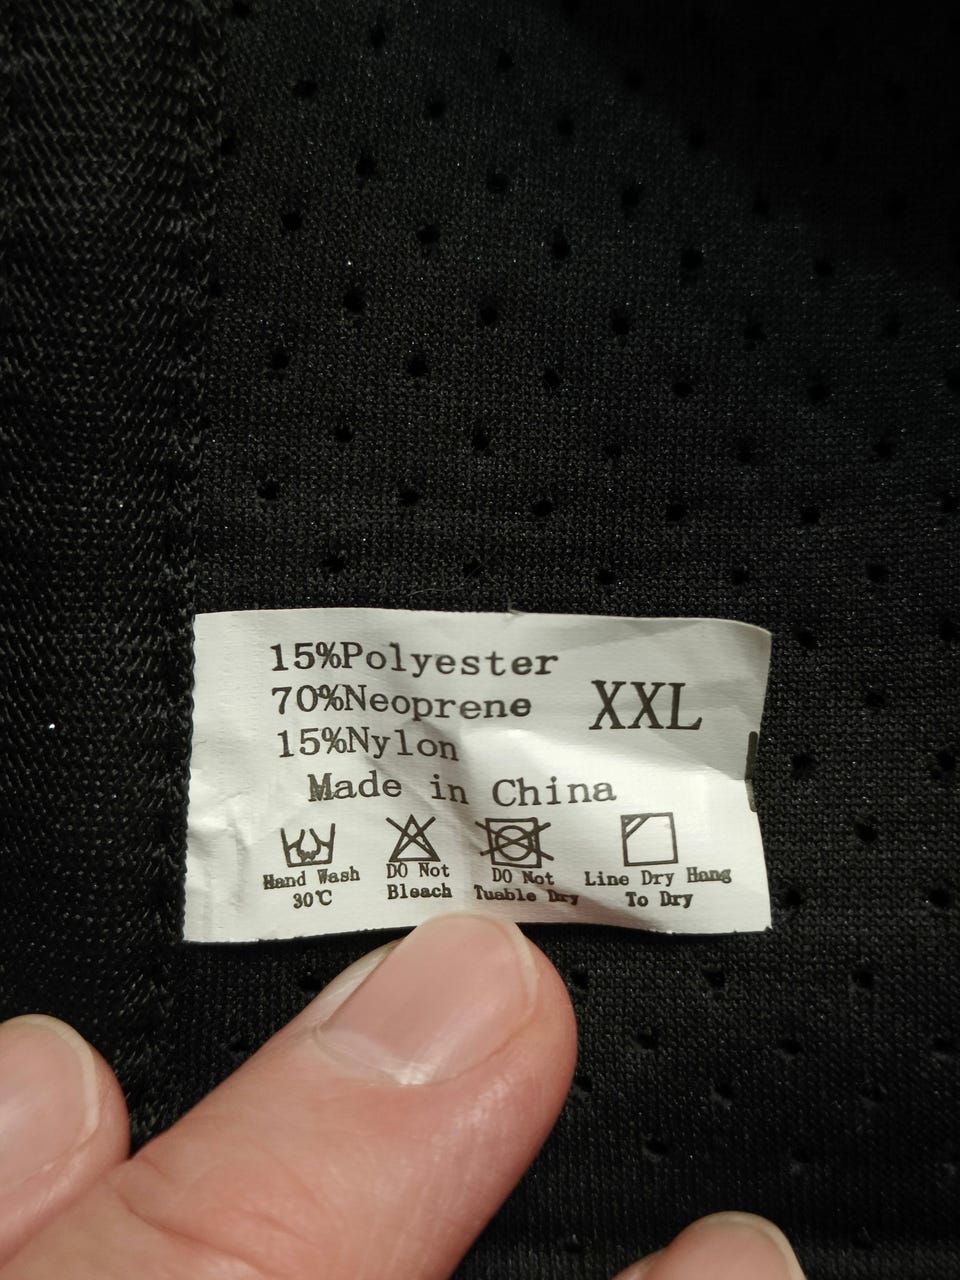 15%Polyester
70%Neoprene
XXL
15%Nylon
Made in China
Hand Wash
30℃
DO Not
Bleach
DO Not
Tuable Dry
Line Dry Hang
To Dry